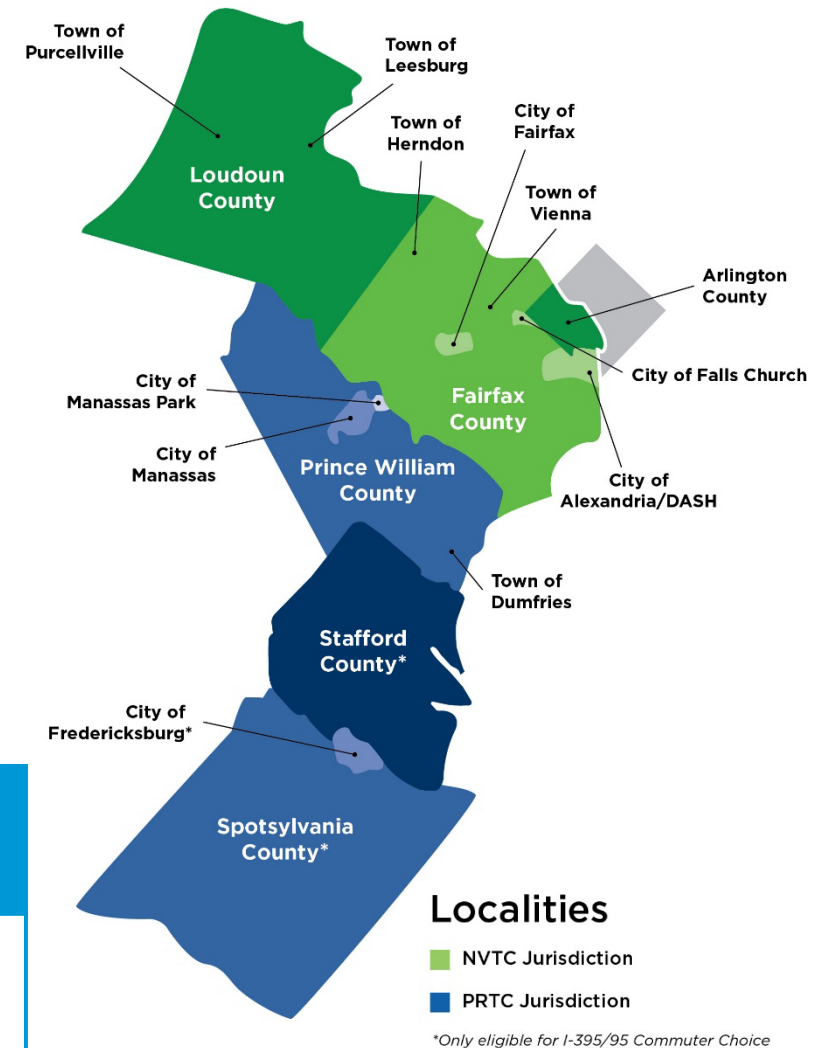 Town of
Purcellville
Town of
Leesburg
Town of
Herndon
City of
Fairfax
Town of
Vienna
Loudoun
County
Arlington
County
City of Falls Church
City of
Manassas Park
Fairfax
County
City of
Manassas
Prince William
County
City of
Alexandria/DASH
Town of
Dumfries
Stafford
County*
City of
Fredericksburg*
Spotsylvania
County*
Localities
NVTC Jurisdiction
PRTC Jurisdiction
*Only eligible for I-395/95 Commuter Choice